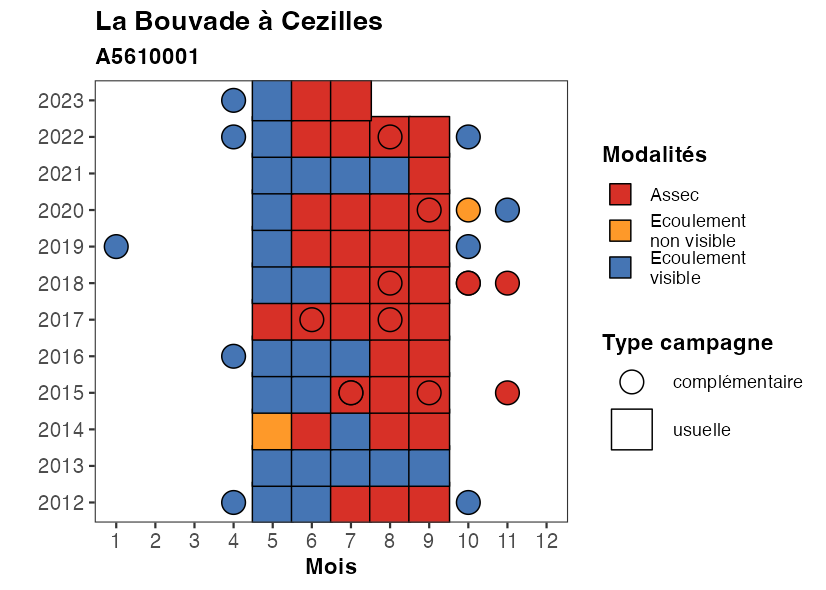 La Bouvade à Cezilles
A5610001
2023
2022
2021
2020
2019
2018
2017
2016
2015
2014
2013
2012
1 2 3 4 5 6 7 8 9 10 11 12
Mois
Modalités
Assec
Ecoulement
non visible
Ecoulement
visible
Type campagne
complémentaire
usuelle